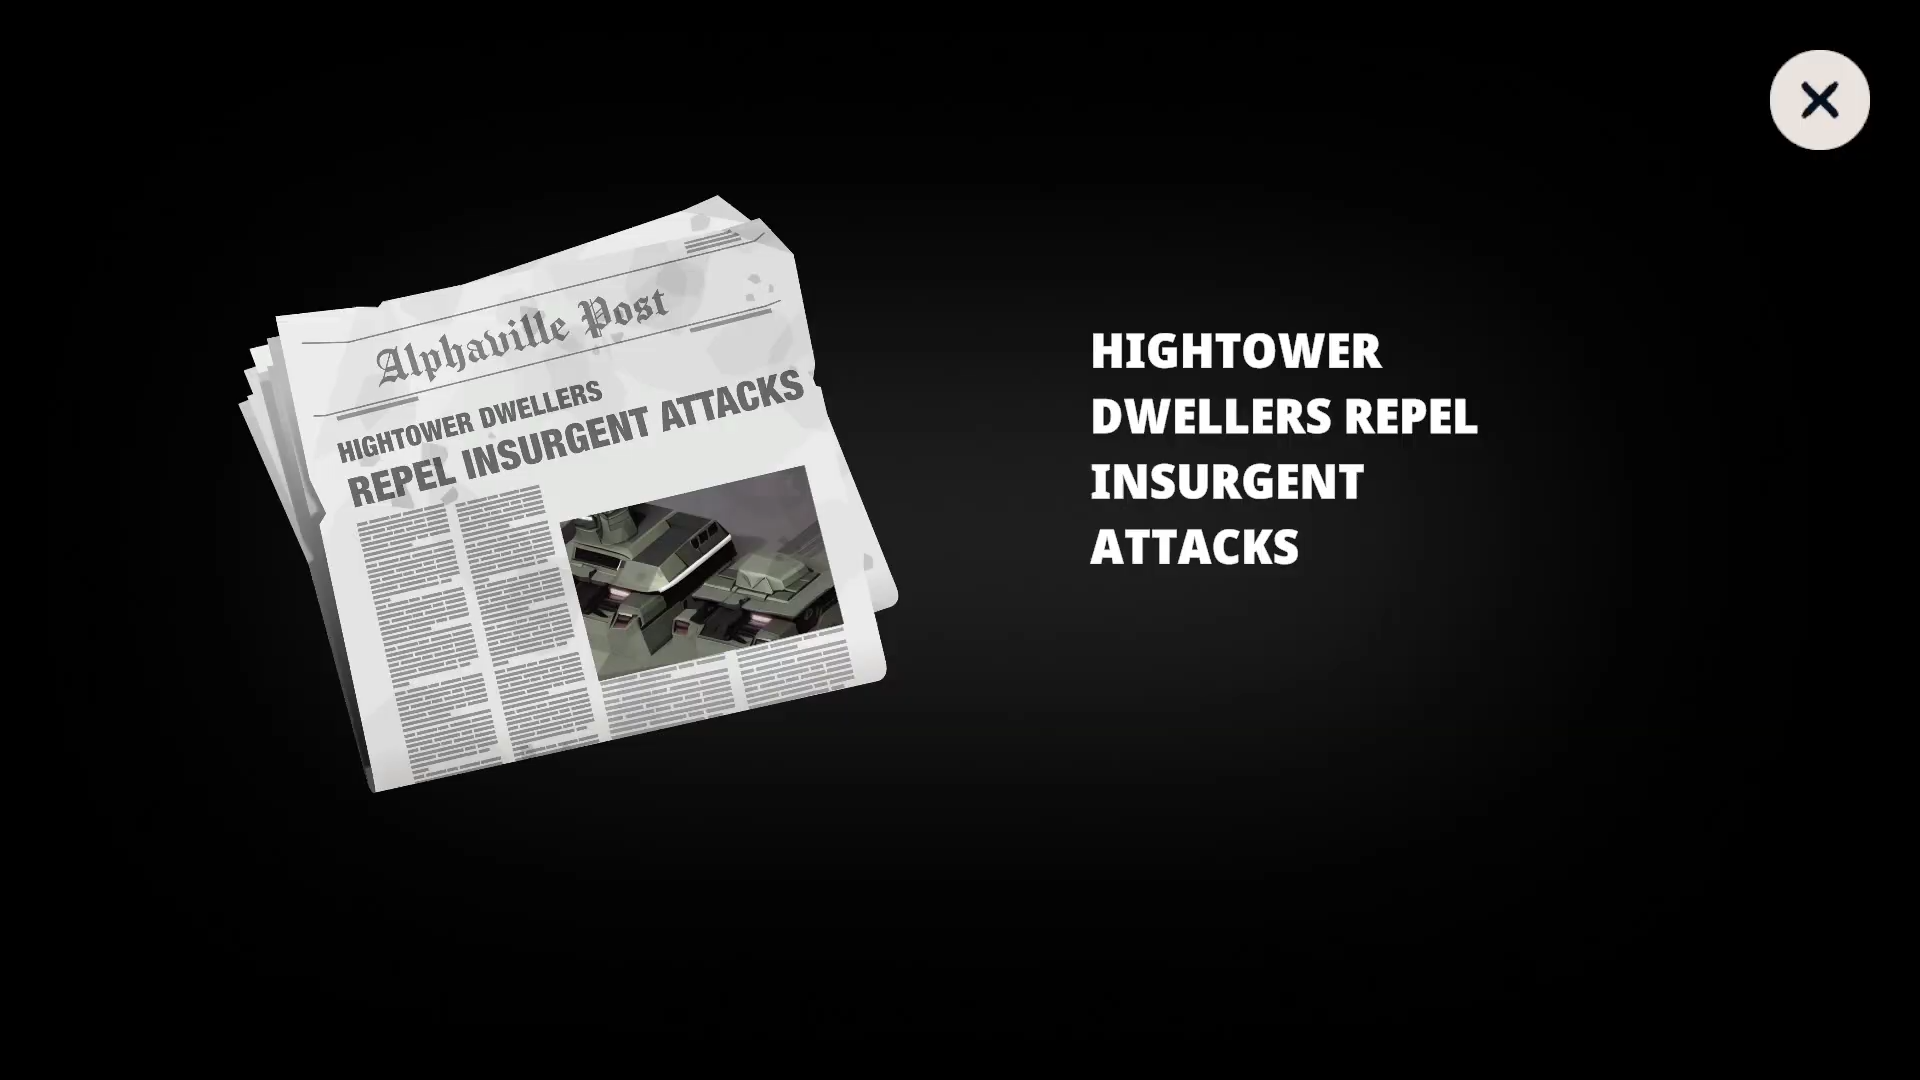 Alphaville Post
HIGHTOWER DWELLERS
REPEL INSURGENT ATTACKS
HIGHTOWER
DWELLERS REPEL
INSURGENT
ATTACKS